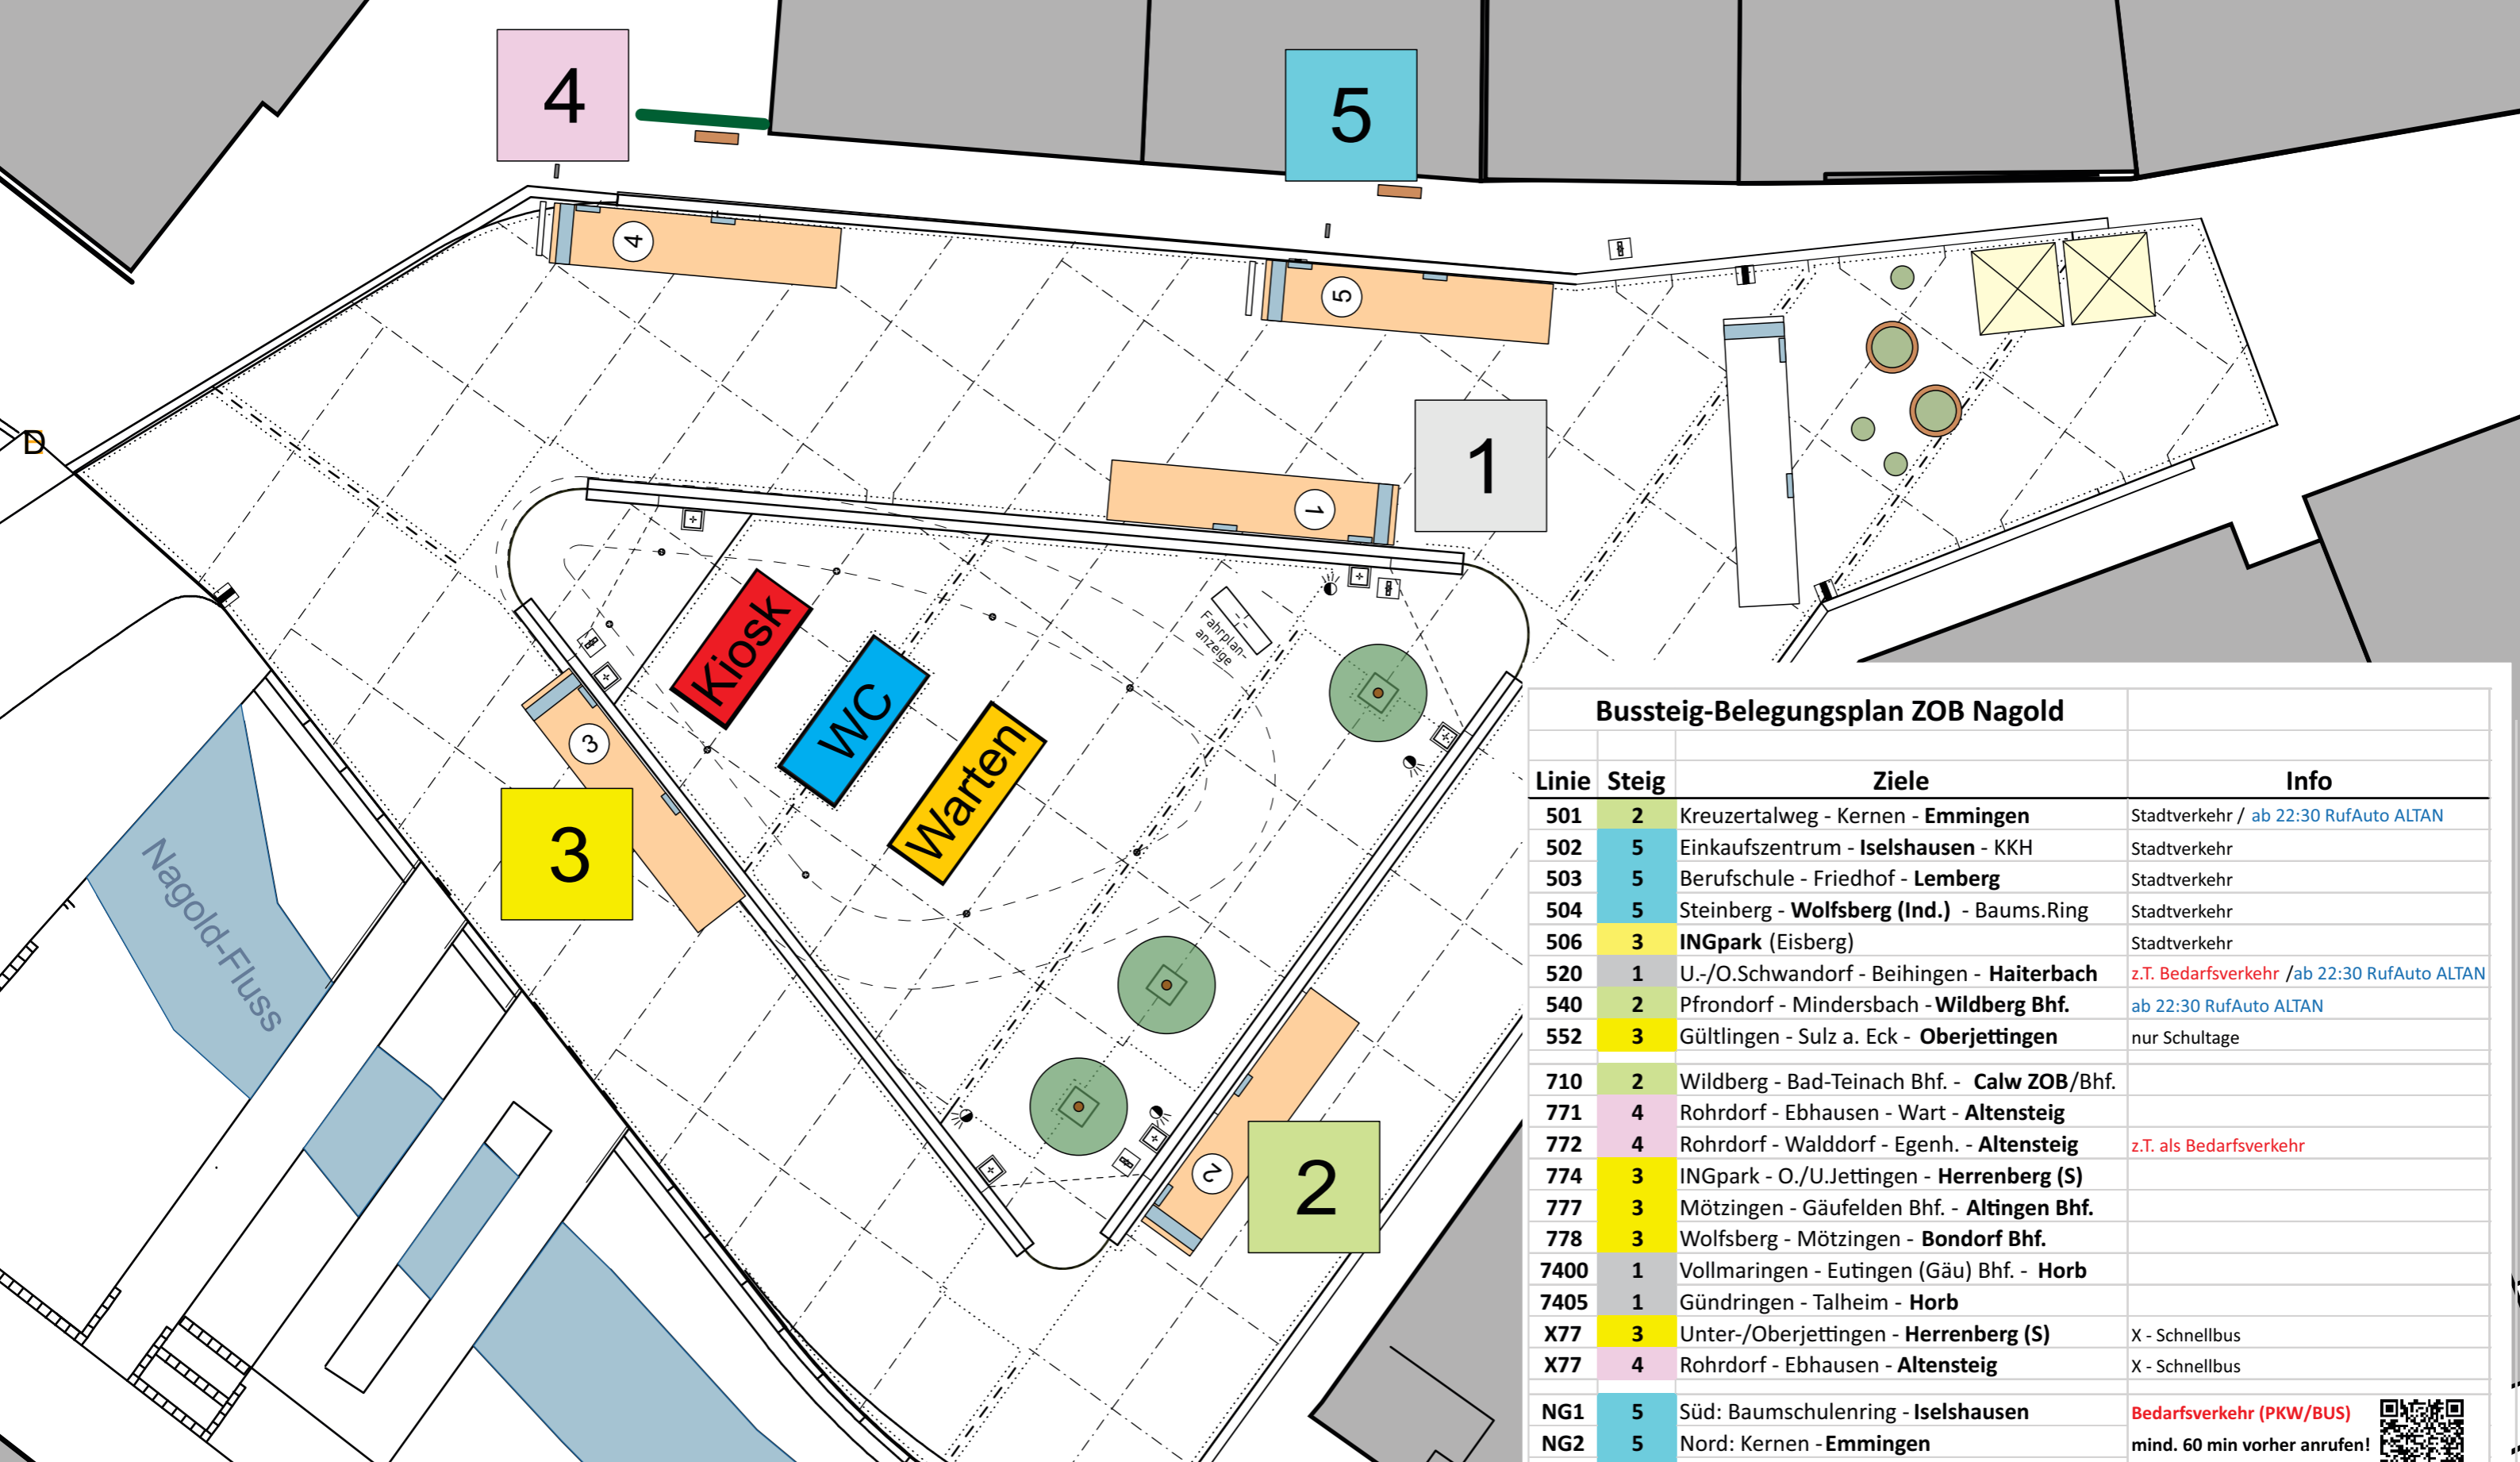 4
5
4
5
1
1
D
Kiosk
WC
Warten
Fahrplan-
anzeige
3
3
Nagold-Fluss
2
2
Bussteig-Belegungsplan ZOB Nagold
Linie Steig Ziele Info
501 2 Kreuzertalweg - Kernen - Emmingen Stadtverkehr / ab 22:30 RufAuto ALTAN
502 5 Einkaufszentrum - Iselshausen - KKH Stadtverkehr
503 5 Berufschule - Friedhof - Lemberg Stadtverkehr
504 5 Steinberg - Wolfsberg (Ind.) - Baums.Ring Stadtverkehr
506 3 INGpark (Eisberg) Stadtverkehr
520 1 U.-/O.Schwandorf - Beihingen - Haiterbach z.T. Bedarfsverkehr /ab 22:30 RufAuto ALTAN
540 2 Pfrondorf - Mindersbach - Wildberg Bhf. ab 22:30 RufAuto ALTAN
552 3 Gültlingen - Sulz a. Eck - Oberjettingen nur Schultage
710 2 Wildberg - Bad-Teinach Bhf. - Calw ZOB/Bhf.
771 4 Rohrdorf - Ebhausen - Wart - Altensteig
772 4 Rohrdorf - Walddorf - Egenh. - Altensteig z.T. als Bedarfsverkehr
774 3 INGpark - O./U.Jettingen - Herrenberg (S)
777 3 Mötzingen - Gäufelden Bhf. - Altingen Bhf.
778 3 Wolfsberg - Mötzingen - Bondorf Bhf.
7400 1 Vollmaringen - Eutingen (Gäu) Bhf. - Horb
7405 1 Gündringen - Talheim - Horb
X77 3 Unter-/Oberjettingen - Herrenberg (S) X - Schnellbus
X77 4 Rohrdorf - Ebhausen - Altensteig X - Schnellbus
NG1 5 Süd: Baumschulenring - Iselshausen Bedarfsverkehr (PKW/BUS)
NG2 5 Nord: Kernen - Emmingen mind. 60 min vorher anrufen!